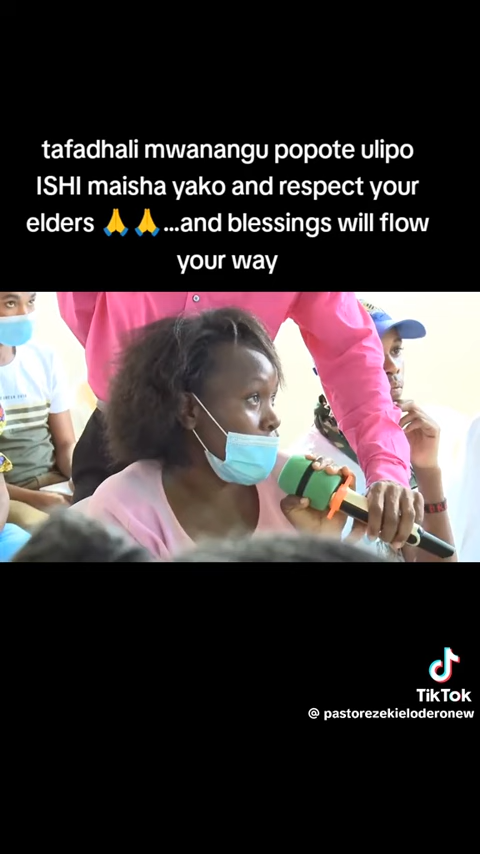 tafadhali mwanangu popote ulipo
ISHI maisha yako and respect your
elders 🙏🙏...and blessings will flow
your way
TikTok
@ pastorezekieloderonew